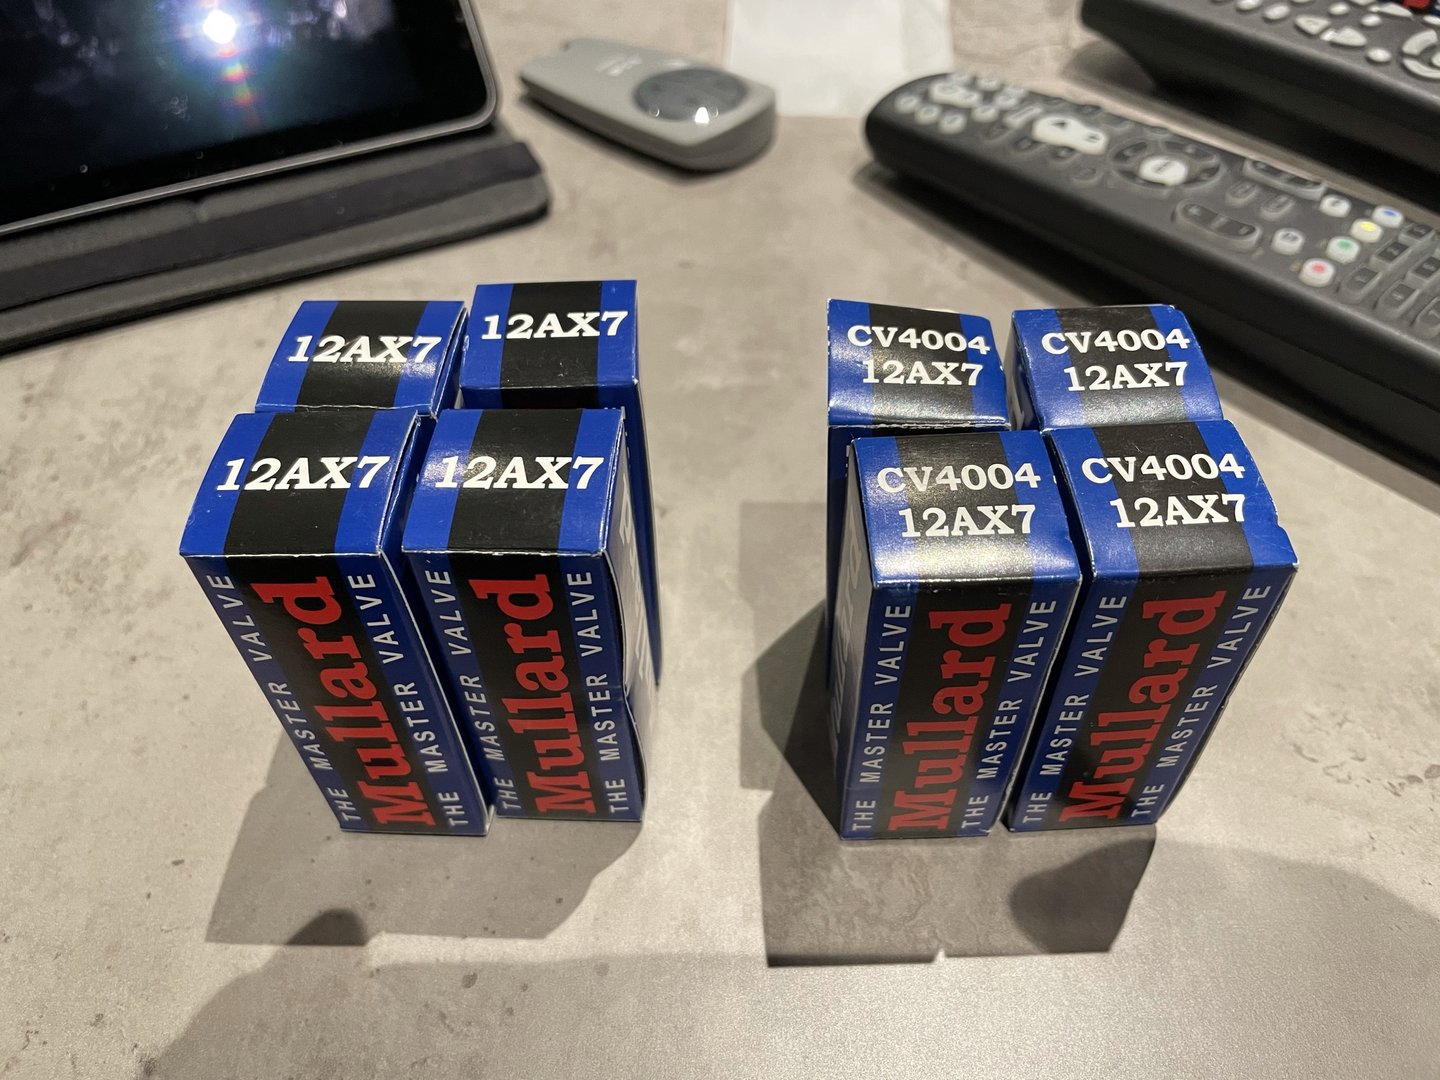 12AX7
12AX7
12AX7
12AX7
THE MASTER VALVE
Mullard
THE MASTER VALVE
THE MASTER VALVE
Mullard
THE MASTER VALVE
CV4004
12AX7
CV4004
12AX7
CV4004
12AX7
CV4004
12AX7
THE MASTER VALVE
Mullard
THE MASTER VALVE
THE MASTER VALVE
Mullard
THE MASTER VALVE